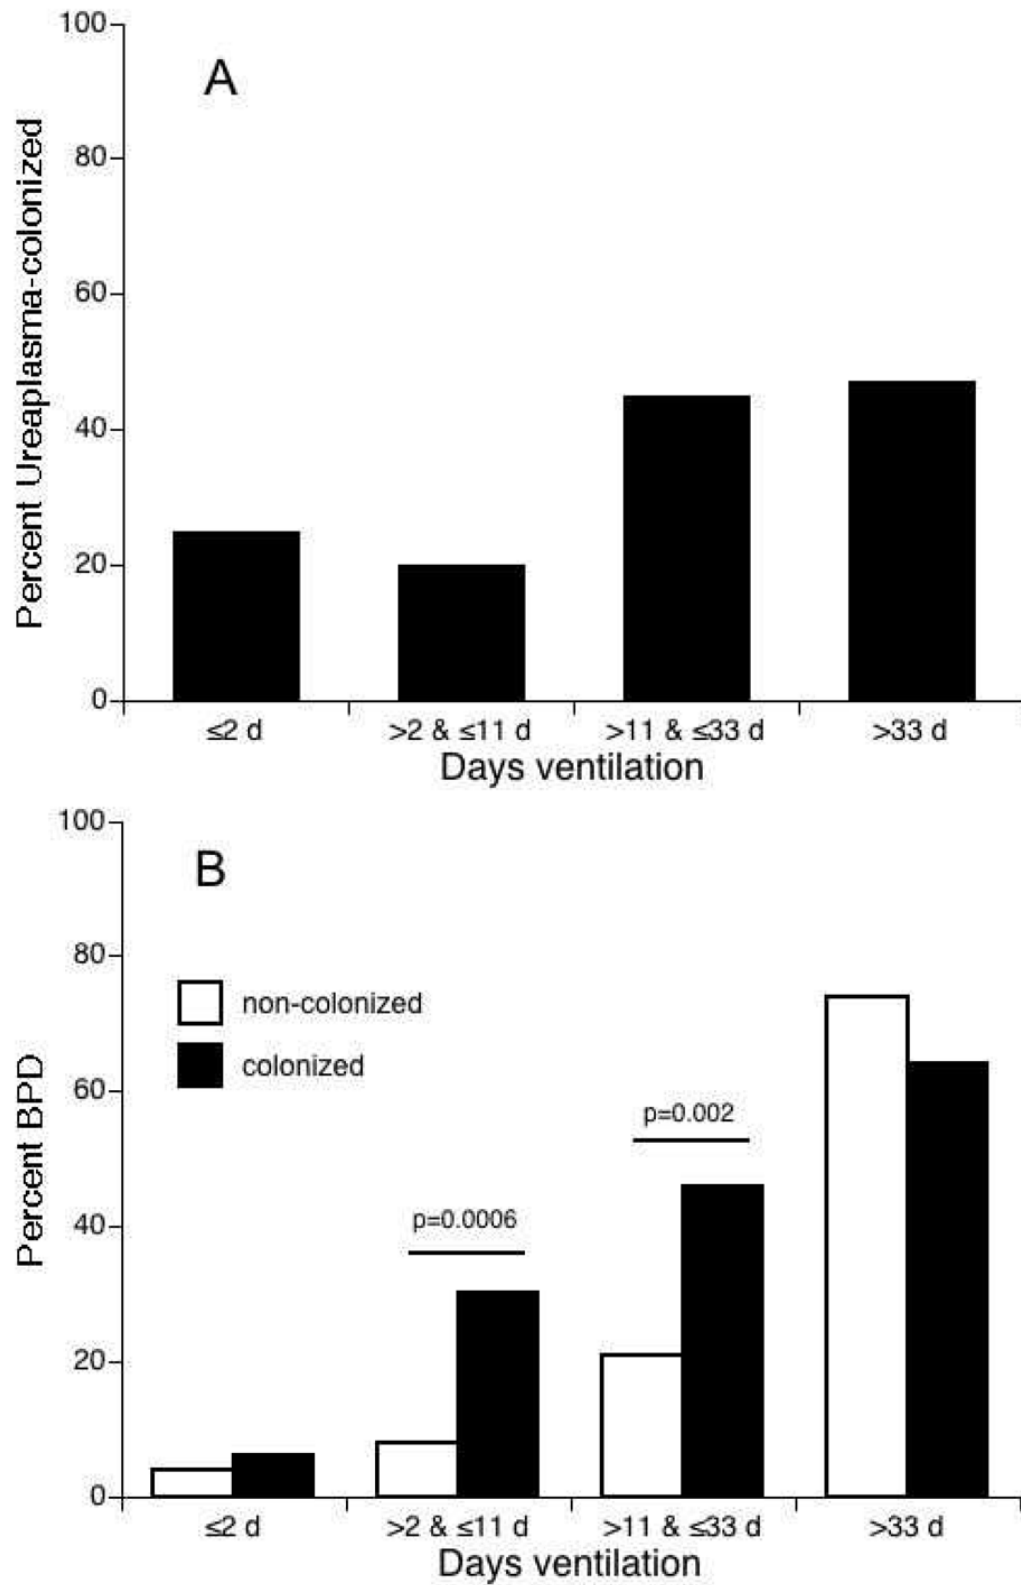 A
Percent Ureaplasma-colonized
100
80
60
40
20
0
≤2 d >2 & ≤11 d >11 & ≤33 d >33 d
Days ventilation
B
Percent BPD
100
80
60
40
20
0
non-colonized
colonized
p=0.0006
p=0.002
≤2 d >2 & ≤11 d >11 & ≤33 d >33 d
Days ventilation